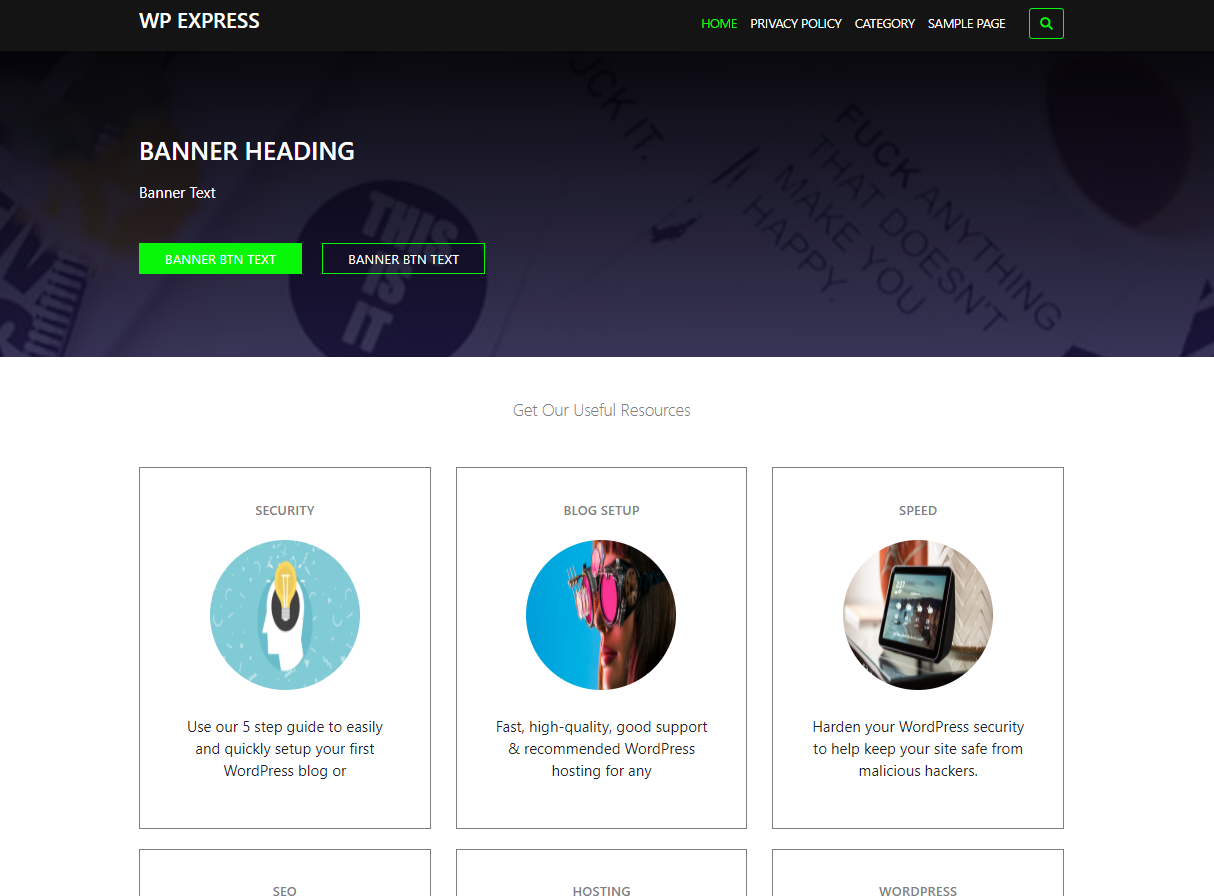 WP EXPRESS
HOME PRIVACY POLICY CATEGORY SAMPLE PAGE
UCK IT.
FUCK ANYTHING
THAT DOESN'T
MAKE YOU
HAPPY.
BANNER HEADING
Banner Text
THIS
IT
BANNER BTN TEXT BANNER BTN TEXT
Get Our Useful Resources
SECURITY
Use our 5 step guide to easily
and quickly setup your first
WordPress blog or
BLOG SETUP
Fast, high-quality, good support
& recommended WordPress
hosting for any
SPEED
Harden your WordPress security
to help keep your site safe from
malicious hackers.
SEO
HOSTING
WORDPRESS